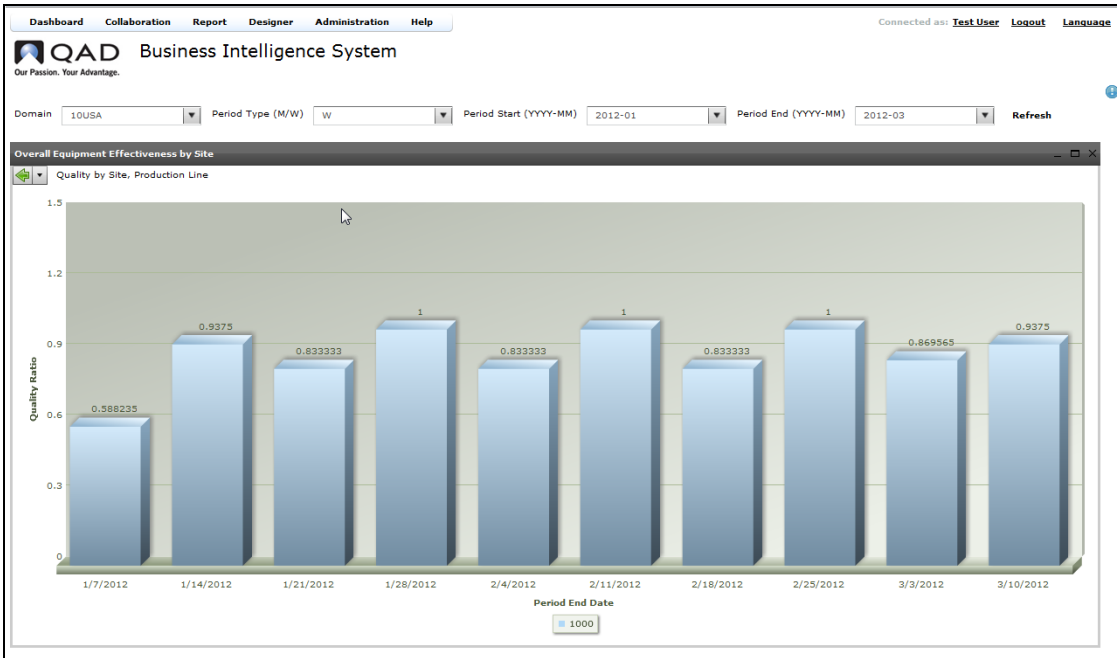 Dashboard Collaboration Report Designer Administration Help Connected as: Test User Logout Language
QAD Business Intelligence System
Our Passion. Your Advantage.
Domain 10USA Period Type (M/W) W Period Start (YYYY-MM) 2012-01 Period End (YYYY-MM) 2012-03 Refresh
Overall Equipment Effectiveness by Site
Quality by Site, Production Line
1.5
1.2
0.9
0.6
0.3
0
Quality Ratio
0.588235
0.9375
0.833333
1
0.833333
1
0.833333
1
0.869565
0.9375
1/7/2012 1/14/2012 1/21/2012 1/28/2012 2/4/2012 2/11/2012 2/18/2012 2/25/2012 3/3/2012 3/10/2012
Period End Date
1000